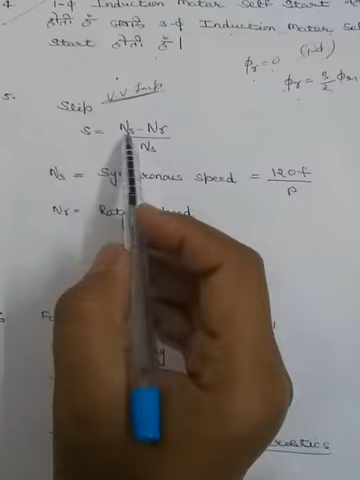 4 1-ϕ Induction Motor Self Start
होती हैं जबकि 3-ϕ Induction Motor Self
Start होती हैं।
(1-ϕ)
ϕr = 0
ϕr = 3/2 ϕm
5.
Slip V.V Imp
S = Ns - Nr / Ns
Ns = Synchronous speed = 120f / P
Nr = Rotor speed